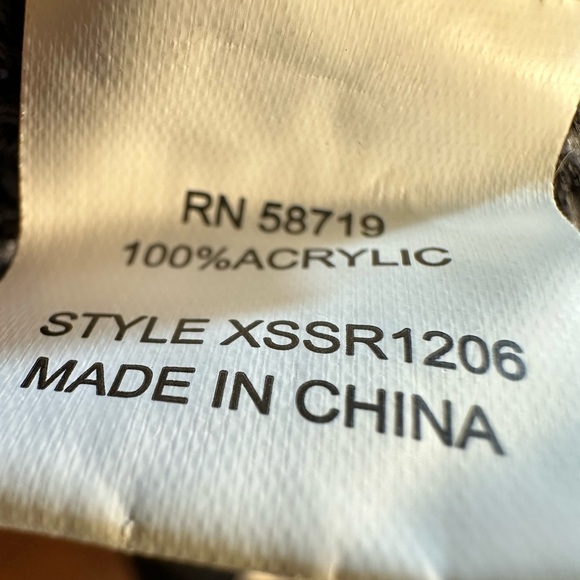 RN 58719
100%ACRYLIC
STYLE XSSR1206
MADE IN CHINA